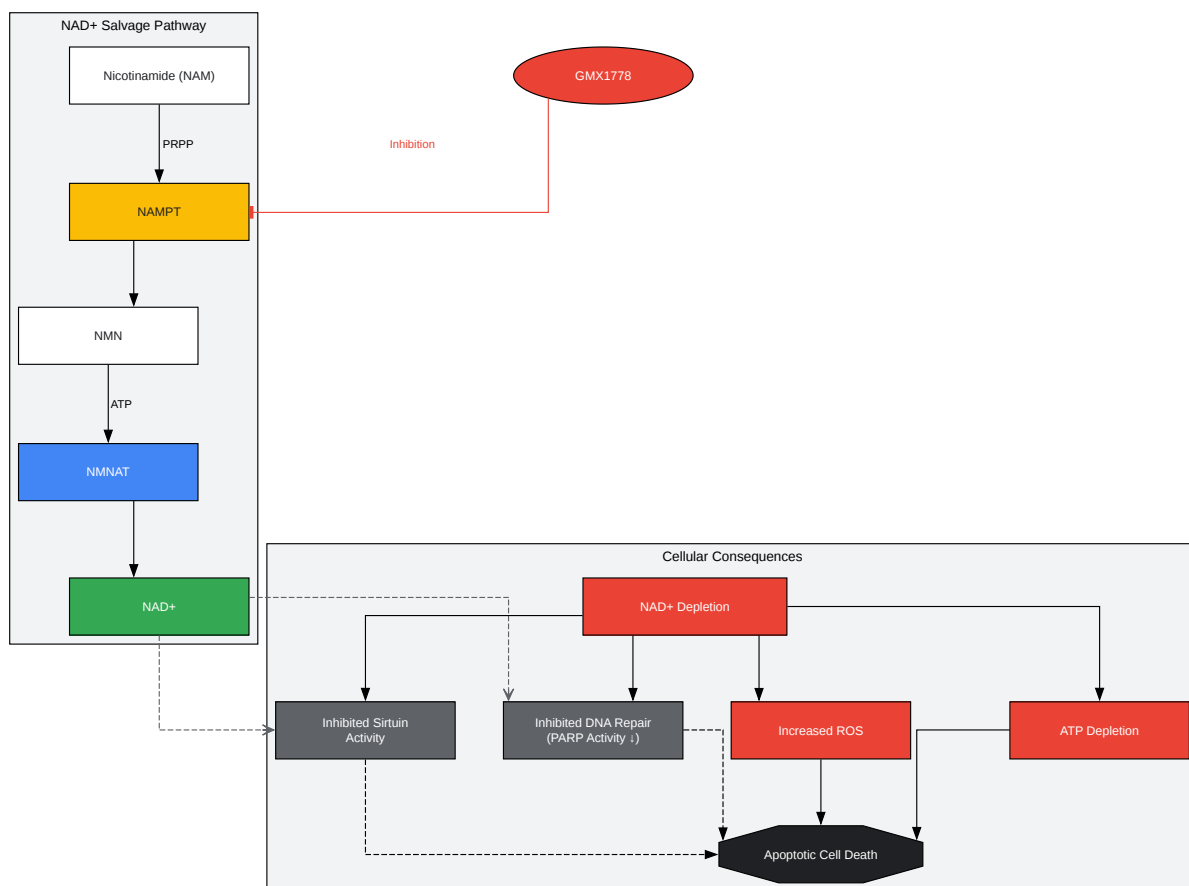 NAD+ Salvage Pathway
Nicotinamide (NAM)
GMX1778
PRPP
Inhibition
NAMPT
NMN
ATP
NMNAT
Cellular Consequences
NAD+
NAD+ Depletion
Inhibited Sirtuin
Activity
Inhibited DNA Repair
(PARP Activity ↓)
Increased ROS
ATP Depletion
Apoptotic Cell Death